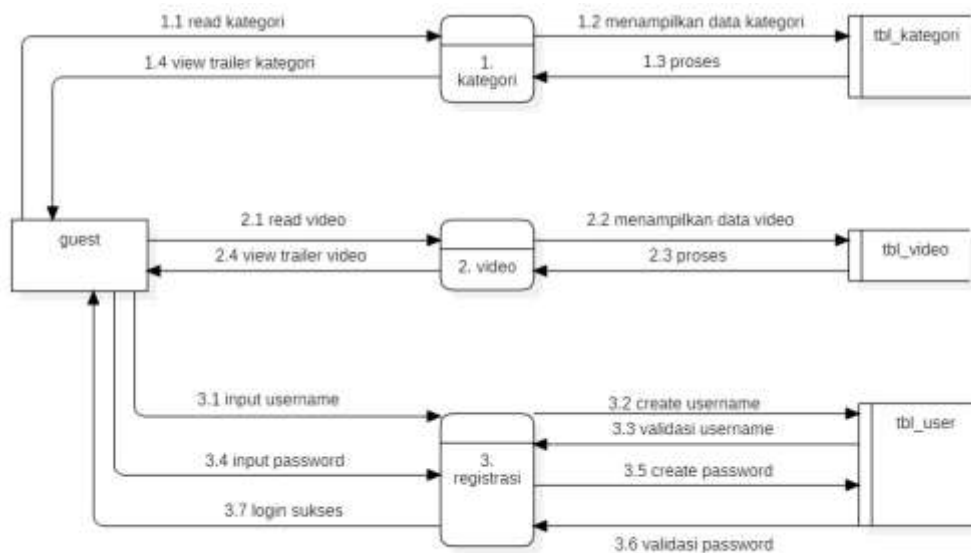 1.1 read kategori
1.2 menampilkan data kategori
tbl_kategori
1.4 view trailer kategori
1.
kategori
1.3 proses
guest
2.1 read video
2.2 menampilkan data video
tbl_video
2.4 view trailer video
2. video
2.3 proses
3.1 input username
3.2 create username
tbl_user
3.3 validasi username
3.4 input password
3.
registrasi
3.5 create password
3.7 login sukses
3.6 validasi password